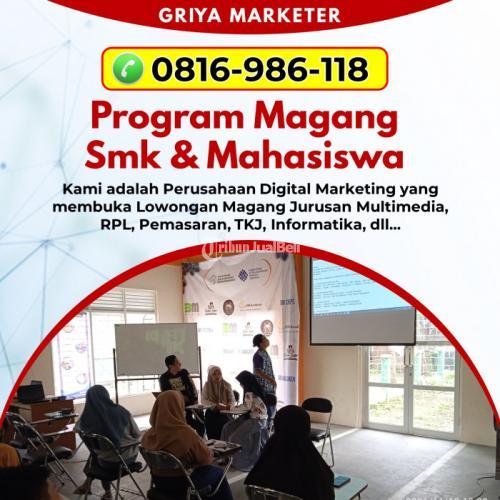 GRIYA MARKETER
0816-986-118
Program Magang
Smk & Mahasiswa
Kami adalah Perusahaan Digital Marketing yang
membuka Lowongan Magang Jurusan Multimedia,
RPL, Pemasaran, TKJ, Informatika, dll...
TribunJualBeli